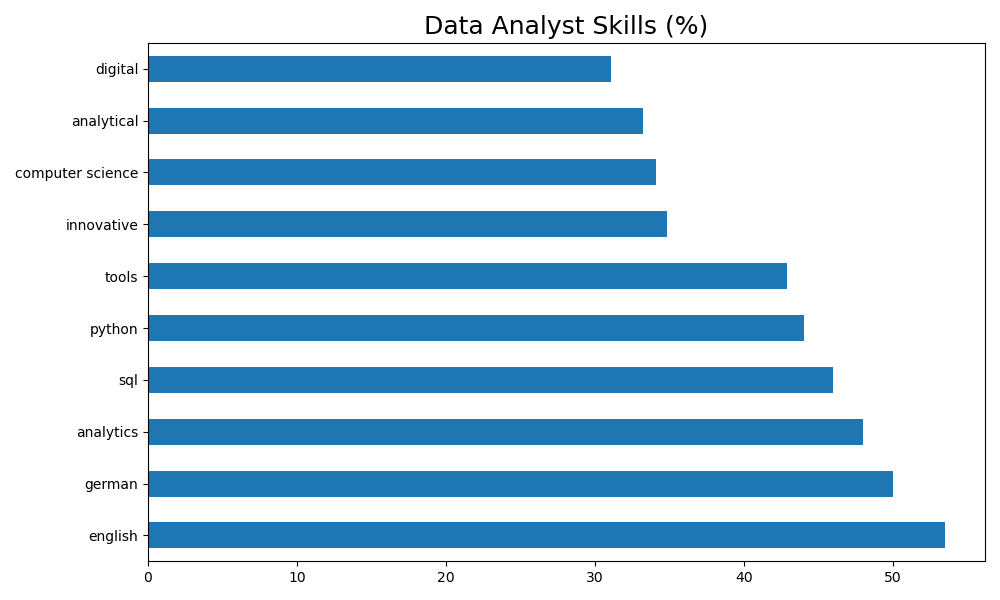 Data Analyst Skills (%)
digital
analytical
computer science
innovative
tools
python
sql
analytics
german
english
0 10 20 30 40 50